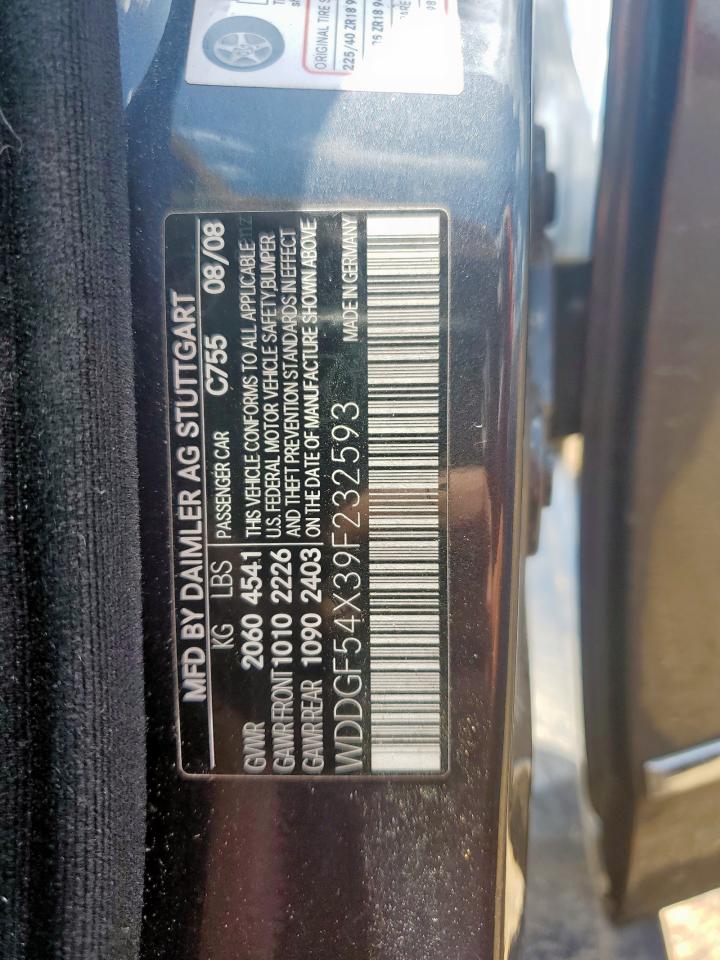 ORIGINAL TIRE S
225/40 ZR18 9
MFD BY DAIMLER AG STUTTGART
KG LBS PASSENGER CAR C755 08/08
GVWR 2060 4541 THIS VEHICLE CONFORMS TO ALL APPLICABLE
GAWR FRONT 1010 2226 U.S. FEDERAL MOTOR VEHICLE SAFETY, BUMPER
GAWR REAR 1090 2403 AND THEFT PREVENTION STANDARDS IN EFFECT
ON THE DATE OF MANUFACTURE SHOWN ABOVE
WDDGF54X39F232593 MADE IN GERMANY